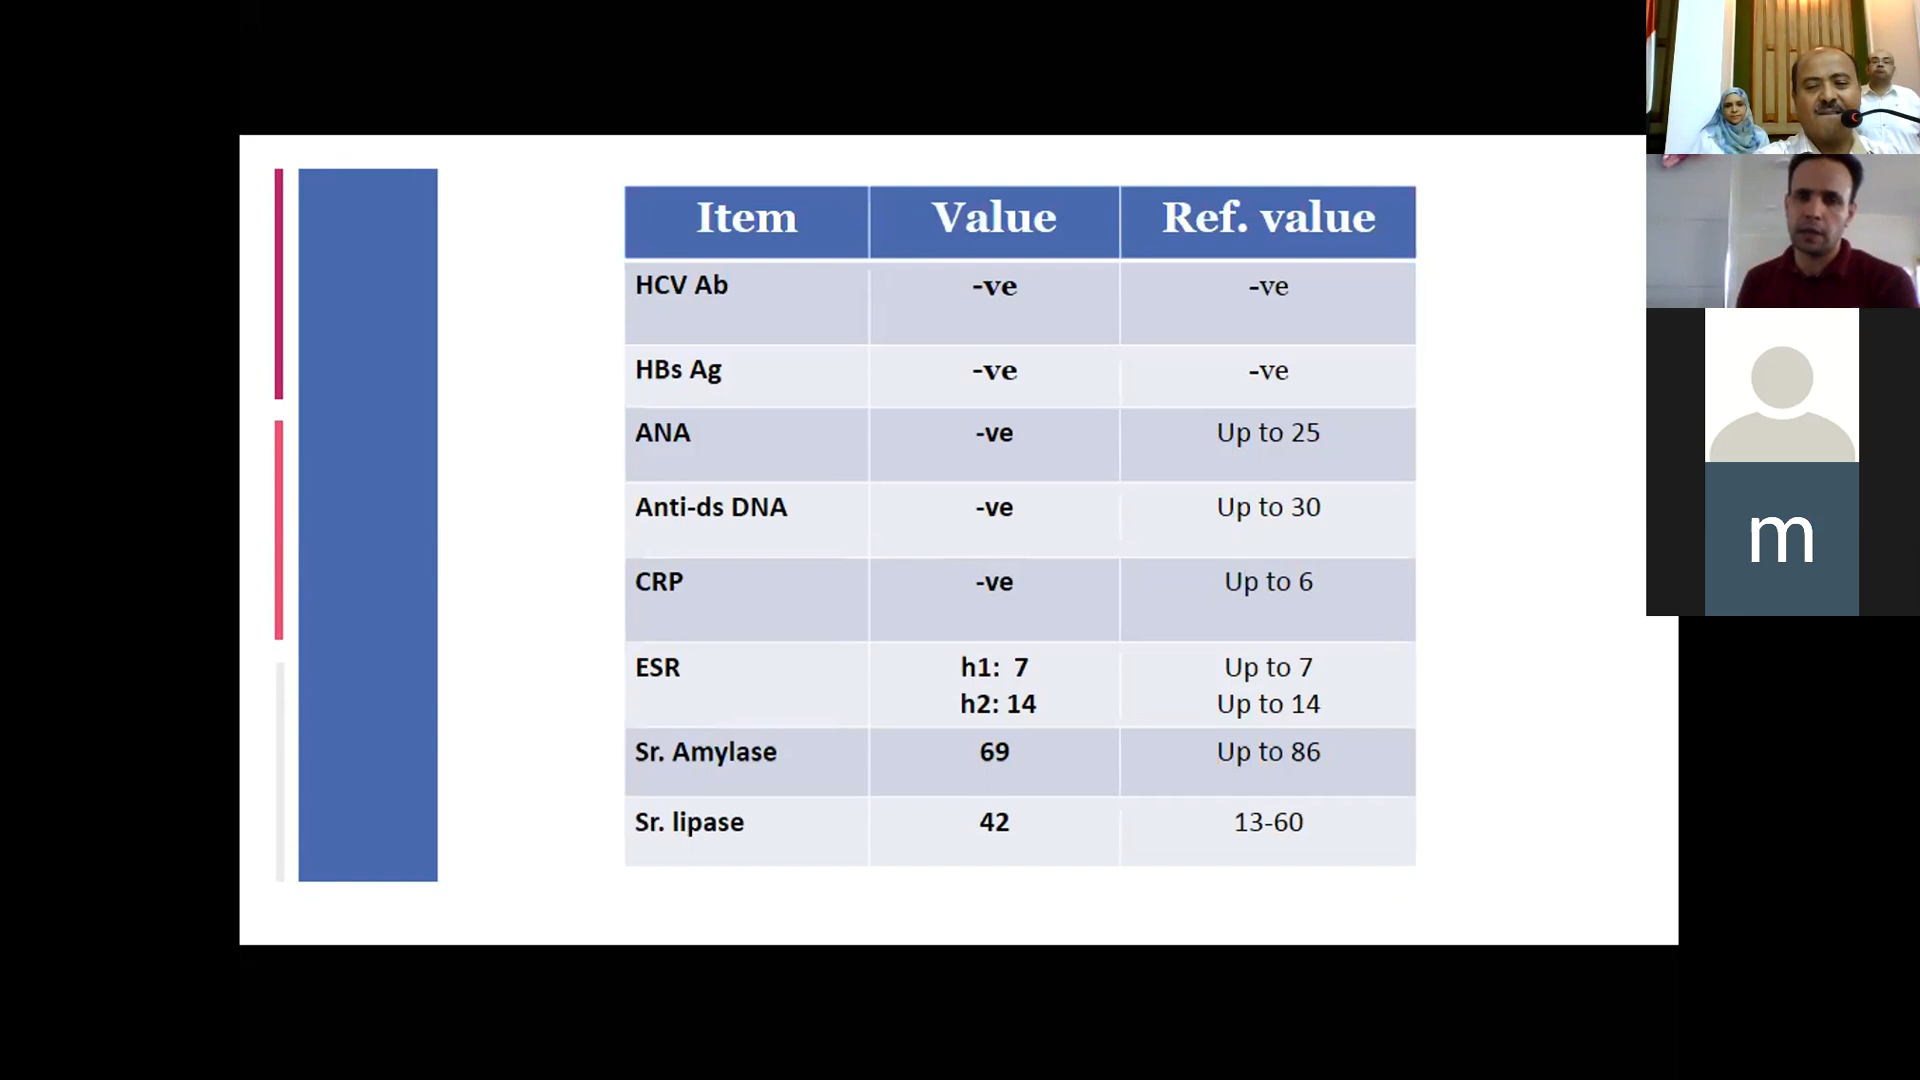 Item Value Ref. value
HCV Ab -ve -ve
HBs Ag -ve -ve
ANA -ve Up to 25
Anti-ds DNA -ve Up to 30
CRP -ve Up to 6
ESR h1: 7 Up to 7
h2: 14 Up to 14
Sr. Amylase 69 Up to 86
Sr. lipase 42 13-60
m